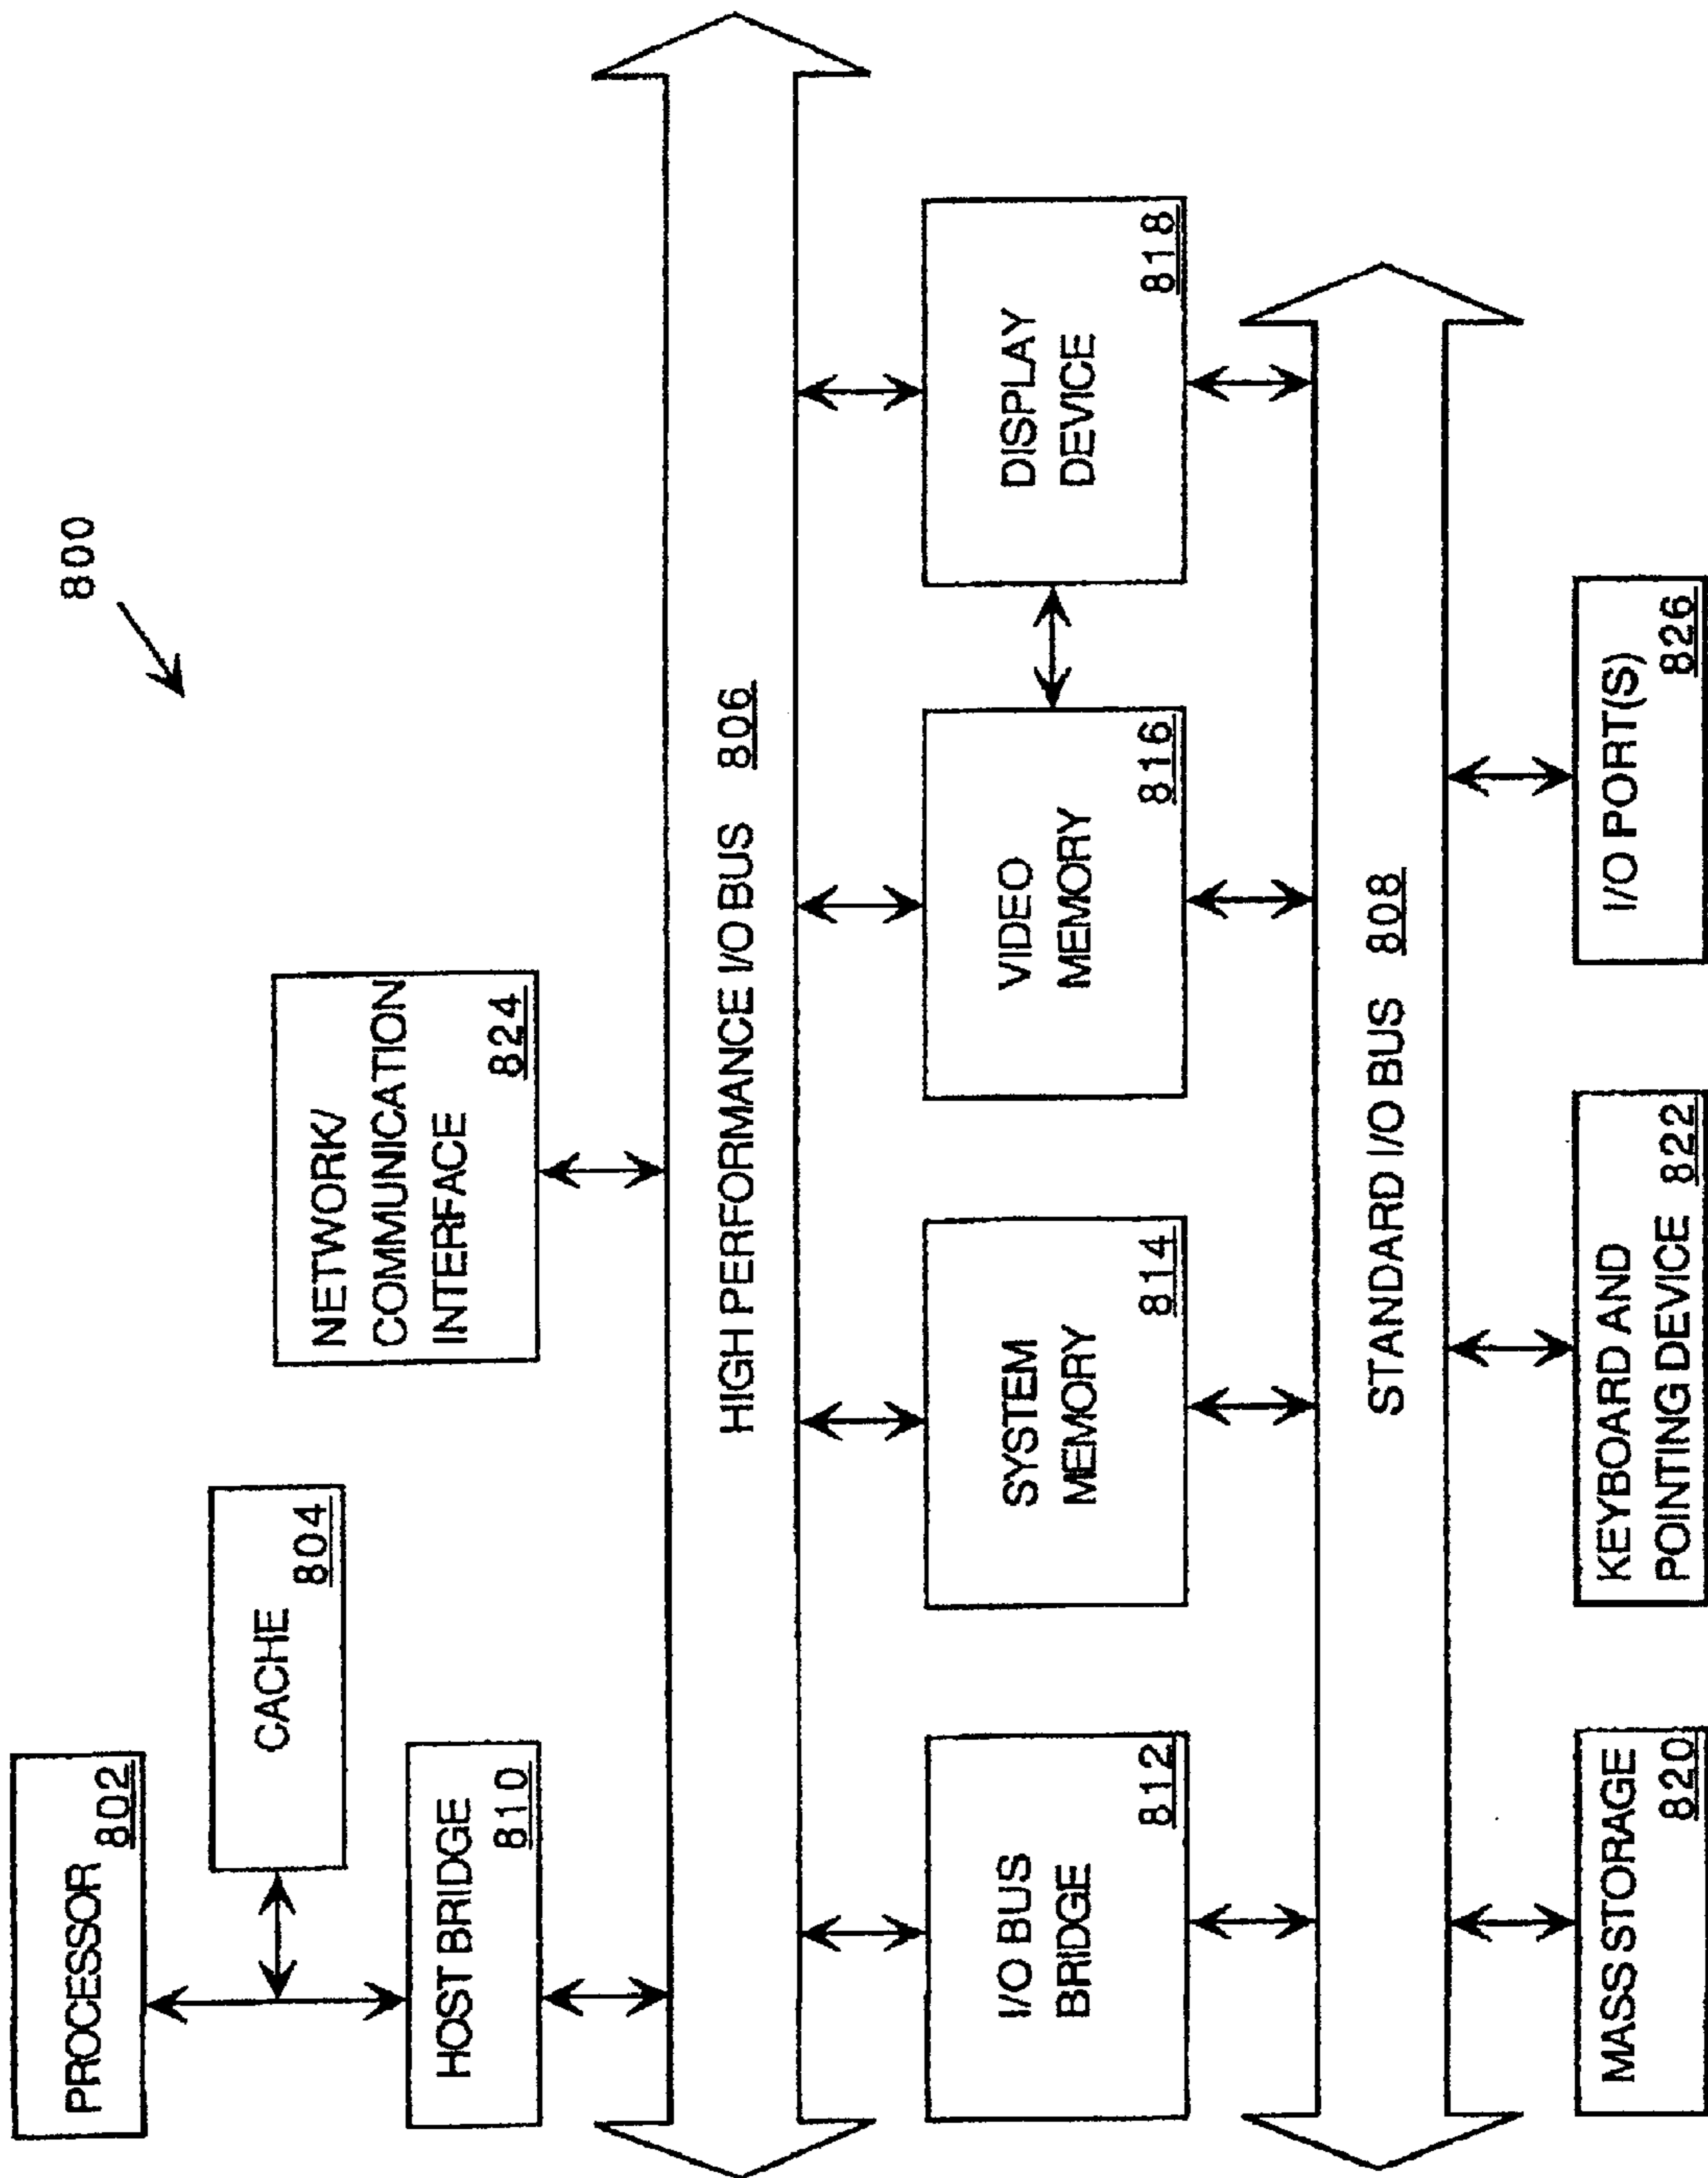 800
PROCESSOR
802
CACHE
804
HOST BRIDGE
810
NETWORK/
COMMUNICATION
INTERFACE
824
HIGH PERFORMANCE I/O BUS 806
I/O BUS
BRIDGE
812
SYSTEM
MEMORY
814
VIDEO
MEMORY
816
DISPLAY
DEVICE
818
STANDARD I/O BUS 808
MASS STORAGE
820
KEYBOARD AND
POINTING DEVICE 822
I/O PORT(S)
826